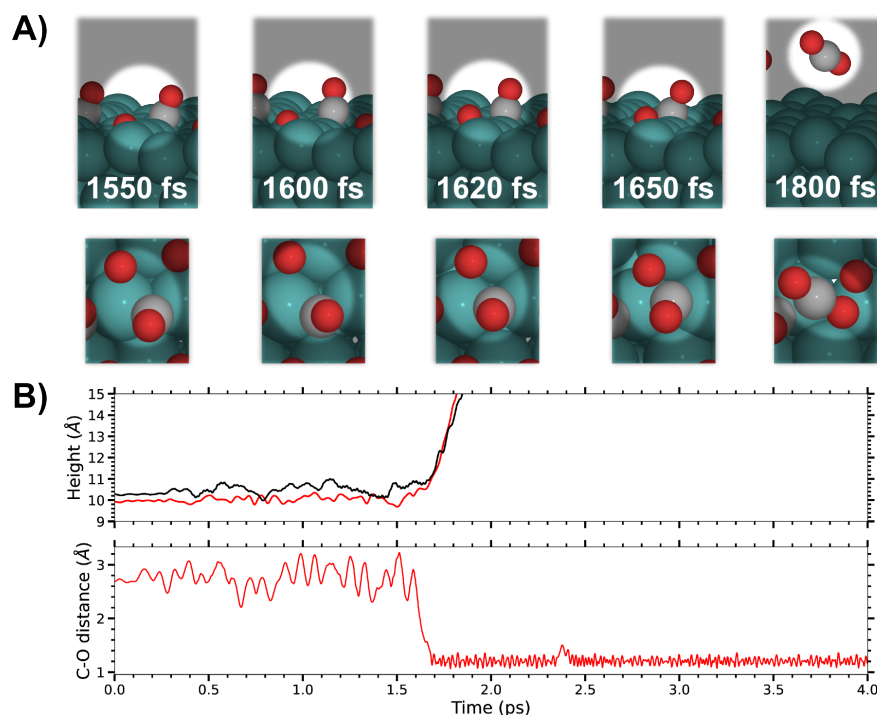 A)
1550 fs 1600 fs 1620 fs 1650 fs 1800 fs
B)
15
14
13
12
11
10
9
Height (Å)
3
2
1
C-O distance (Å)
0.0 0.5 1.0 1.5 2.0 2.5 3.0 3.5 4.0
Time (ps)